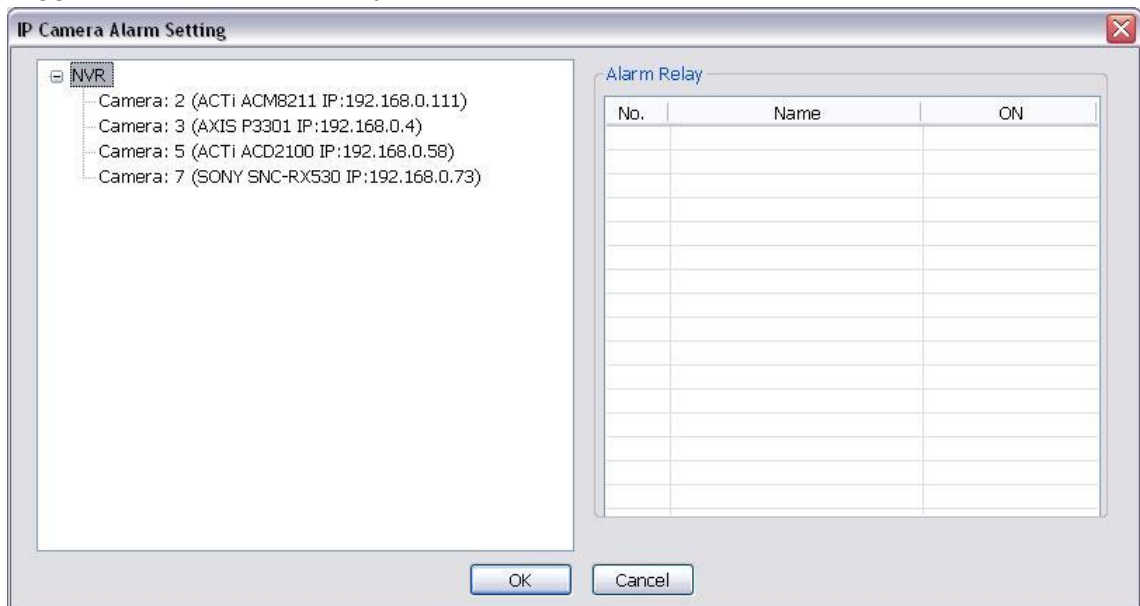 IP Camera Alarm Setting
NVR
Camera: 2 (ACTi ACM8211 IP:192.168.0.111)
Camera: 3 (AXIS P3301 IP:192.168.0.4)
Camera: 5 (ACTi ACD2100 IP:192.168.0.58)
Camera: 7 (SONY SNC-RX530 IP:192.168.0.73)
Alarm Relay
No. Name ON
OK Cancel